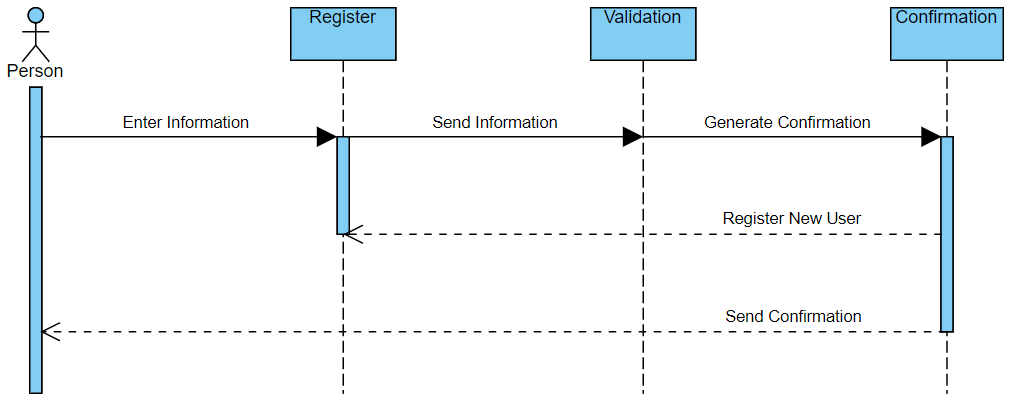 Register
Validation
Confirmation
Person
Enter Information
Send Information
Generate Confirmation
Register New User
Send Confirmation